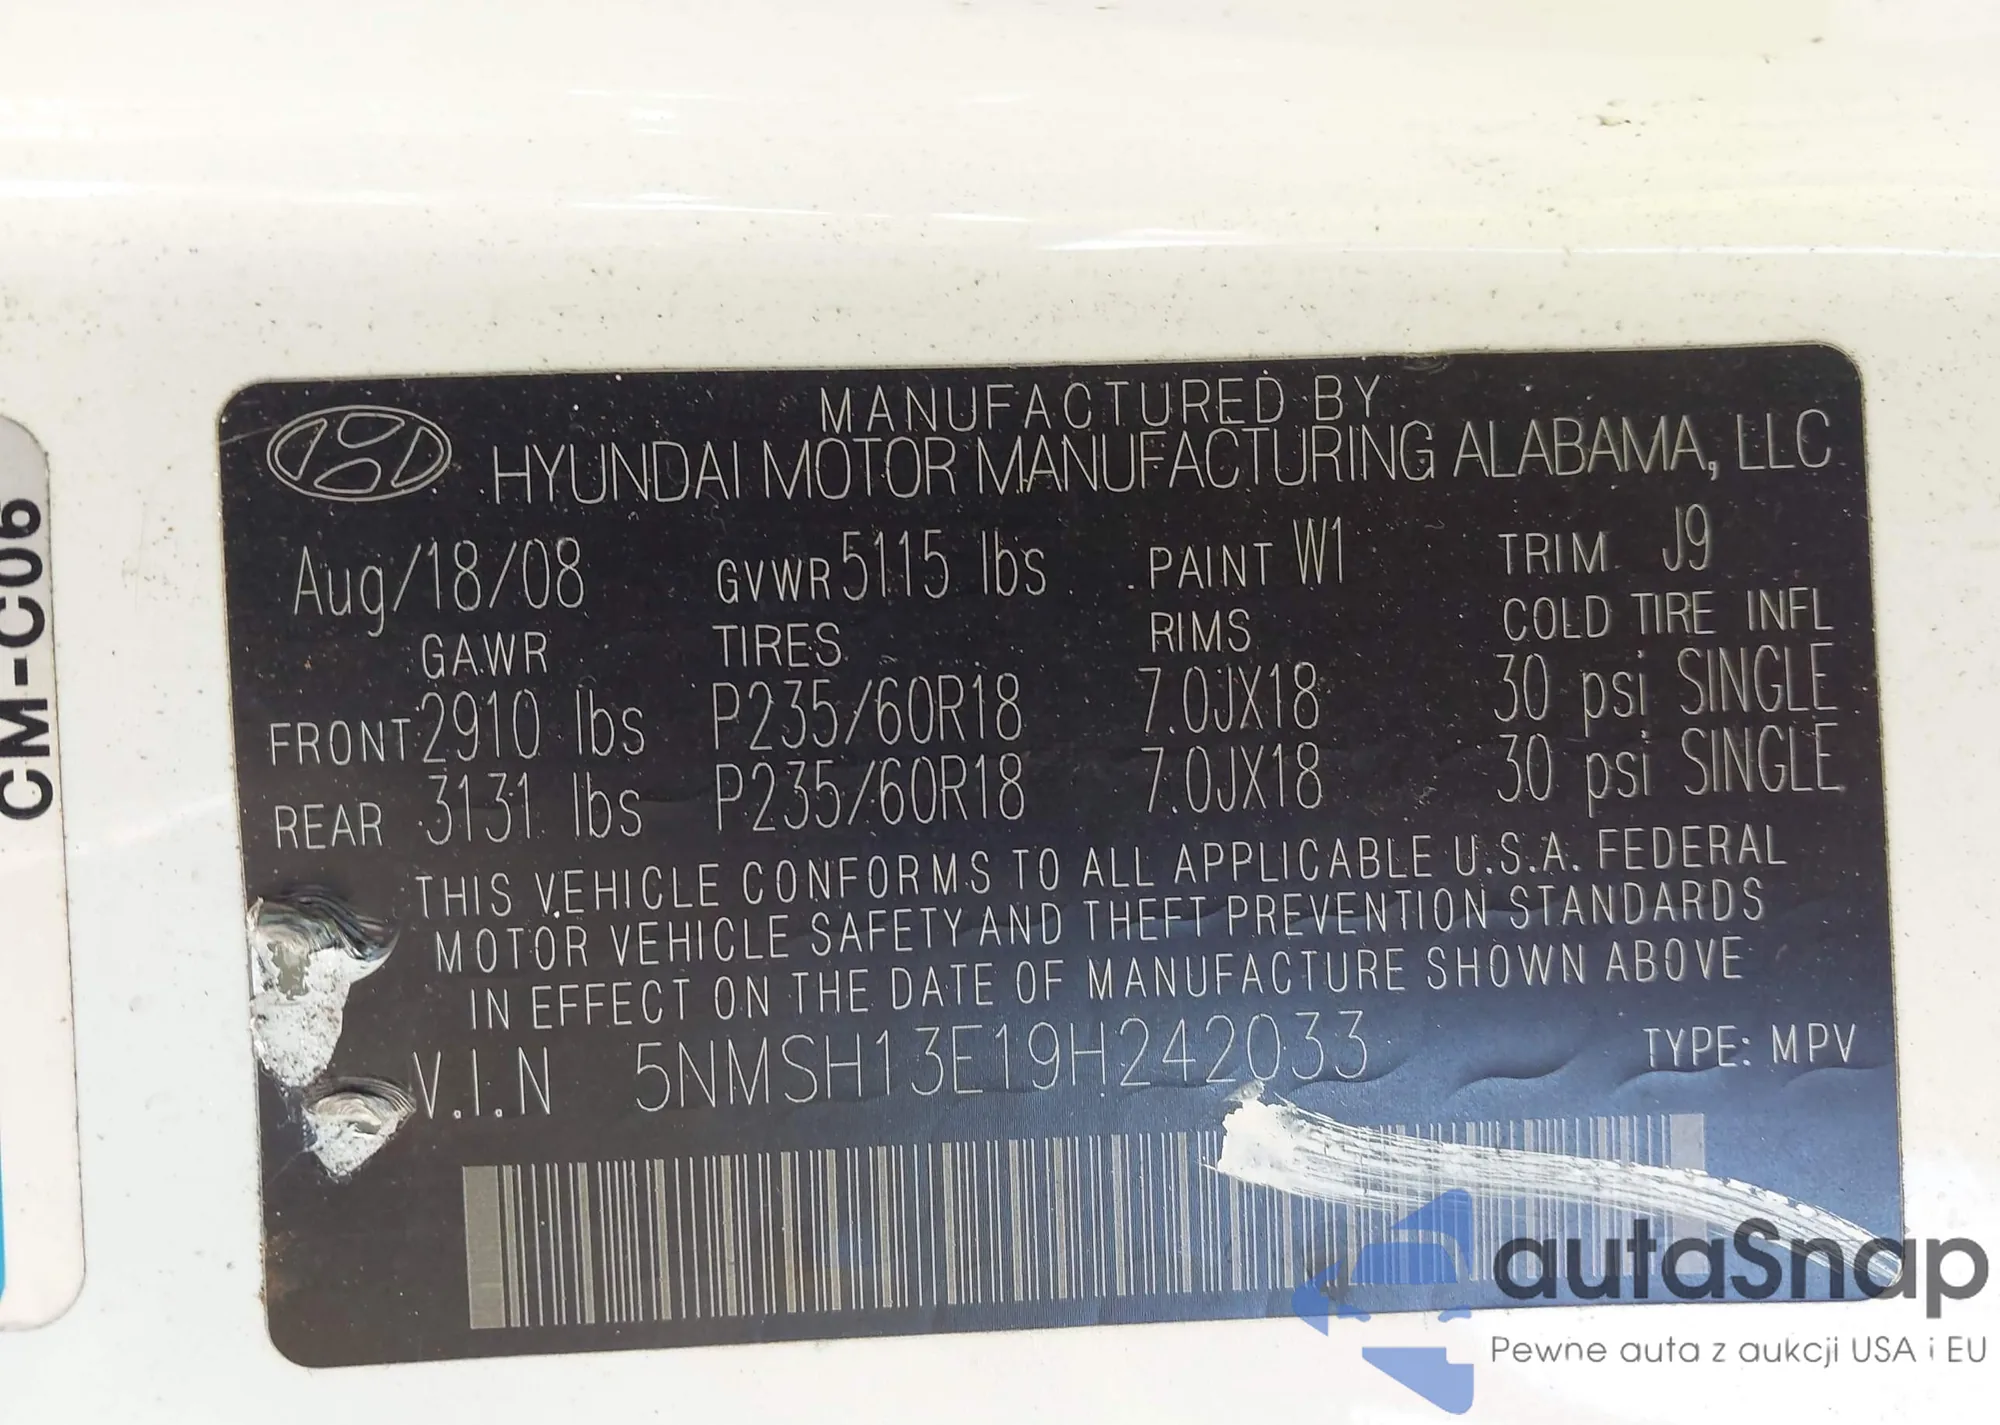 CM-C06
MANUFACTURED BY
HYUNDAI MOTOR MANUFACTURING ALABAMA, LLC
Aug/18/08 GVWR 5115 lbs PAINT W1 TRIM J9
GAWR TIRES RIMS COLD TIRE INFL
FRONT 2910 lbs P235/60R18 7.0JX18 30 psi SINGLE
REAR 3131 lbs P235/60R18 7.0JX18 30 psi SINGLE
THIS VEHICLE CONFORMS TO ALL APPLICABLE U.S.A. FEDERAL
MOTOR VEHICLE SAFETY AND THEFT PREVENTION STANDARDS
IN EFFECT ON THE DATE OF MANUFACTURE SHOWN ABOVE
V.I.N 5NMSH13E19H242033 TYPE: MPV
autaSnap
Pewne auta z aukcji USA i EU